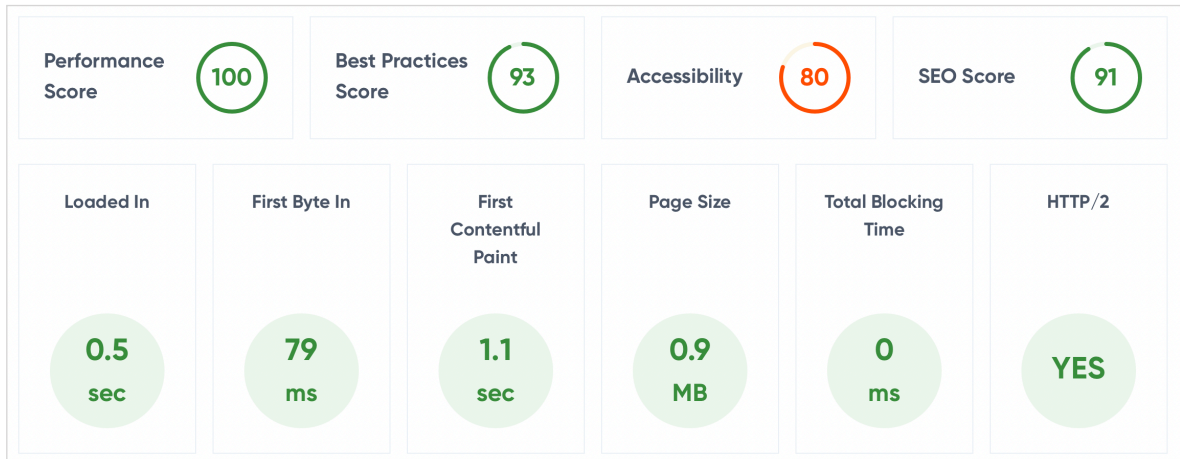 Performance
Score
100
Best Practices
Score
93
Accessibility
80
SEO Score
91
Loaded In
0.5
sec
First Byte In
79
ms
First
Contentful
Paint
1.1
sec
Page Size
0.9
MB
Total Blocking
Time
0
ms
HTTP/2
YES